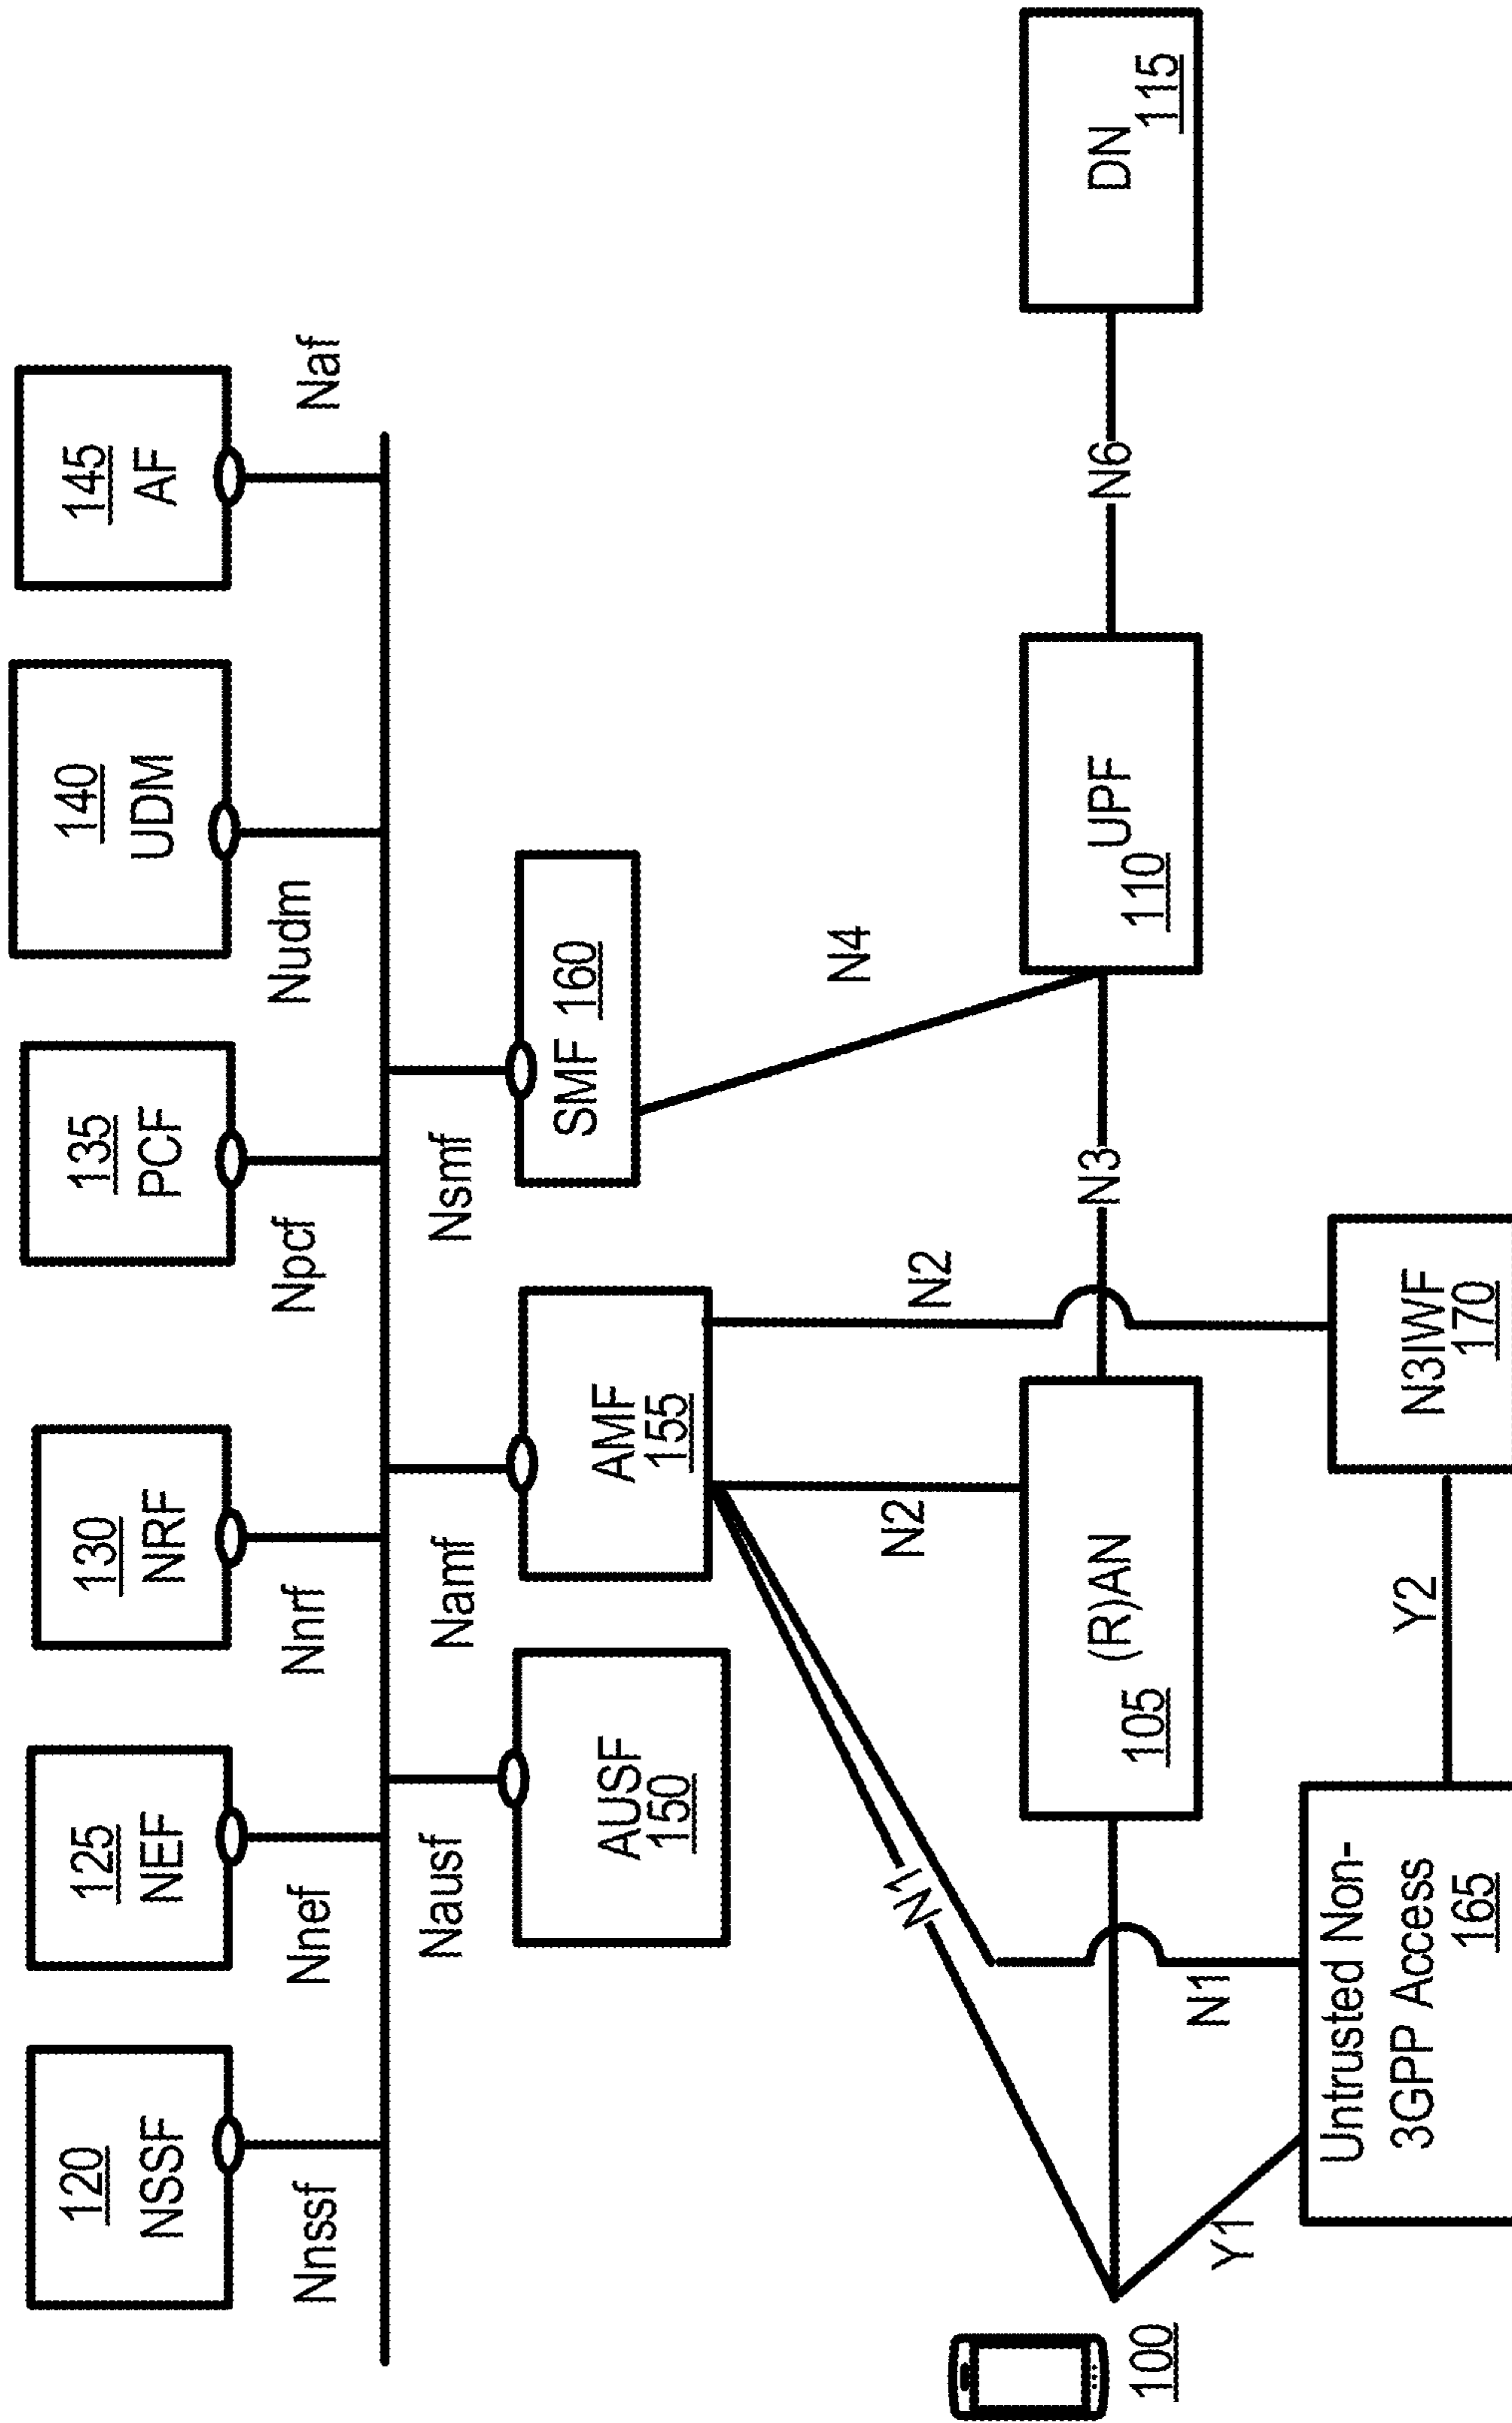 120
NSSF
125
NEF
130
NRF
135
PCF
140
UDM
145
AF
Nnssf
Nnef
Nnrf
Npcf
Nudm
Naf
Nausf
Namf
Nsmf
AUSF
150
AMF
155
SMF 160
N1
N2
N2
N4
100
(R)AN
105
N3
UPF
110
N6
DN
115
Y1
N1
Untrusted Non-
3GPP Access
165
Y2
N3IWF
170